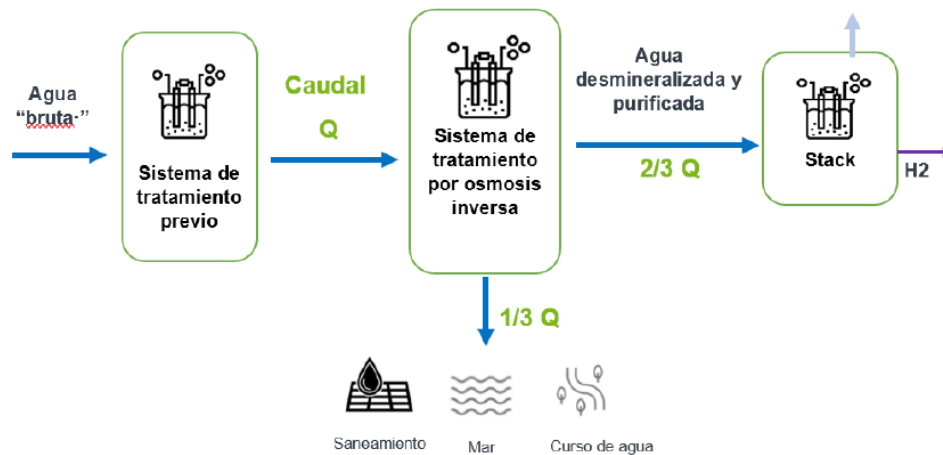 Agua
“bruta·”
Sistema de
tratamiento
previo
Caudal
Q
Sistema de
tratamiento
por osmosis
inversa
Agua
desmineralizada y
purificada
2/3 Q
Stack
H2
1/3 Q
Saneamiento
Mar
Curso de agua